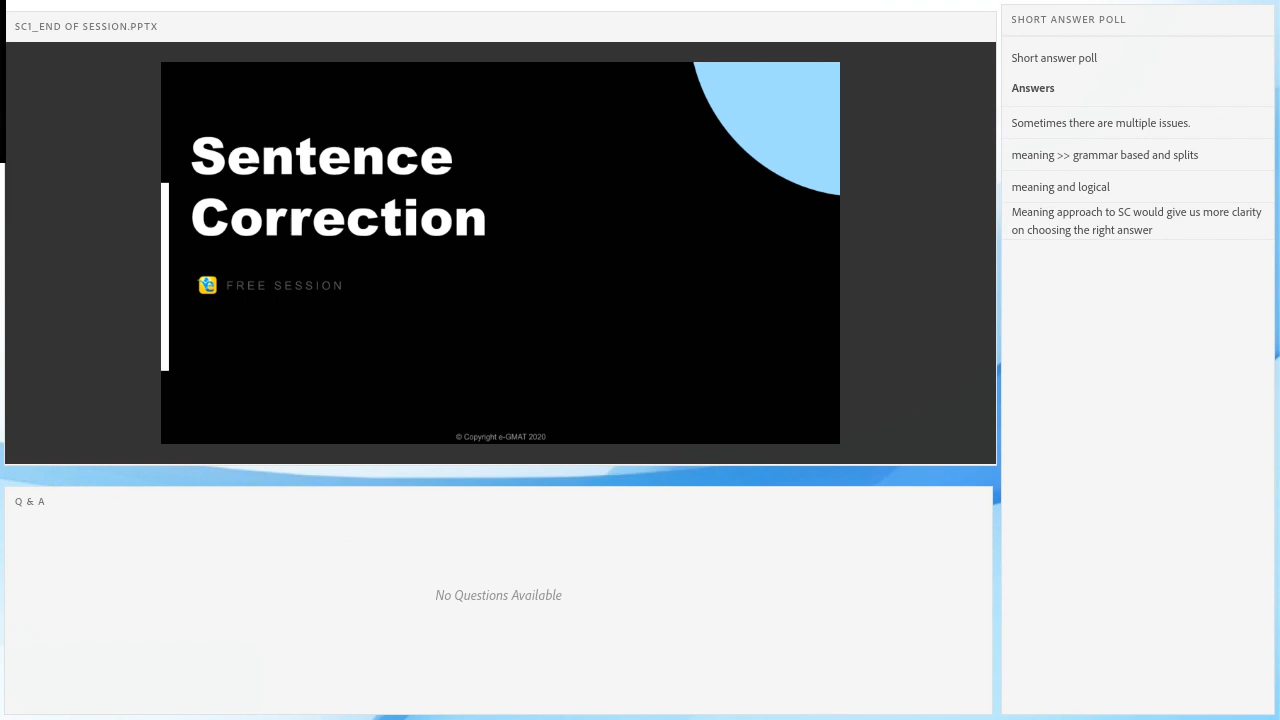 SC1_END OF SESSION.PPTX
Sentence
Correction
FREE SESSION
© Copyright e-GMAT 2020
Q & A
No Questions Available
SHORT ANSWER POLL
Short answer poll
Answers
Sometimes there are multiple issues.
meaning >> grammar based and splits
meaning and logical
Meaning approach to SC would give us more clarity
on choosing the right answer